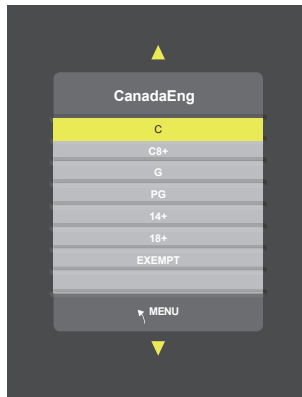 CanadaEng
C
C8+
G
PG
14+
18+
EXEMPT
MENU